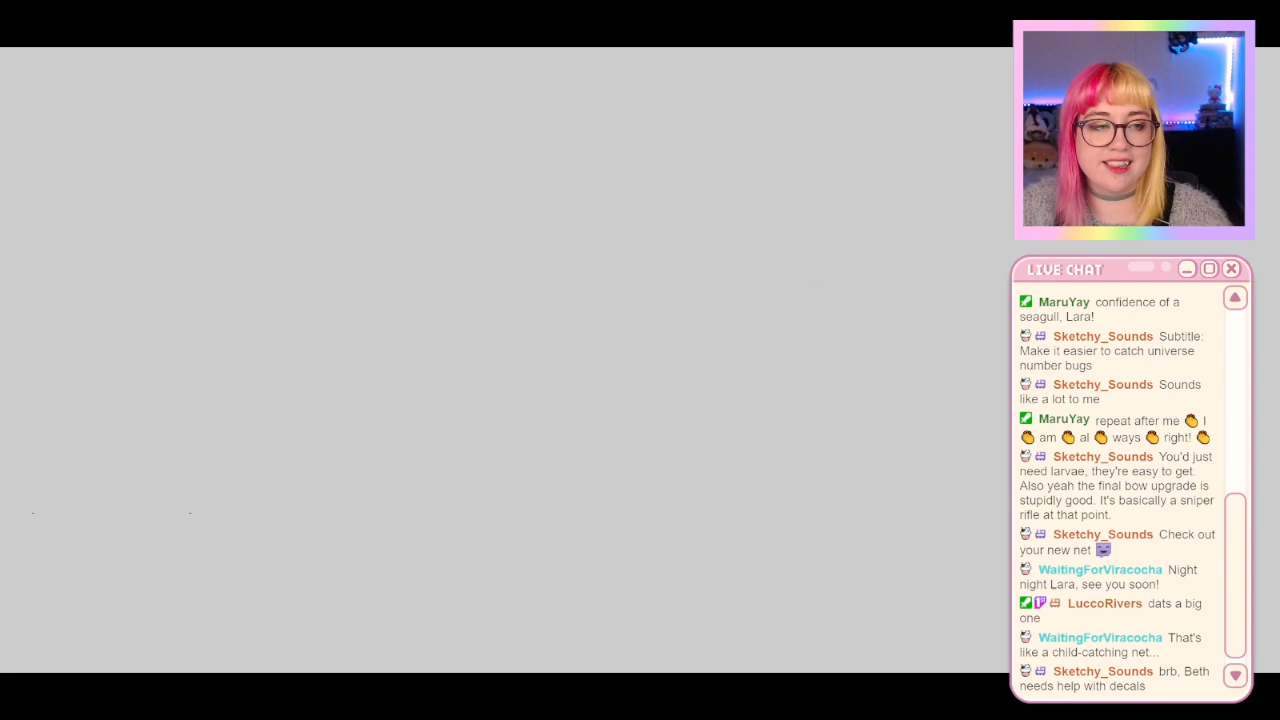 LIVE CHAT
MaruYay confidence of a
seagull, Lara!
Sketchy_Sounds Subtitle:
Make it easier to catch universe
number bugs
Sketchy_Sounds Sounds
like a lot to me
MaruYay repeat after me 👏 I
👏 am 👏 al 👏 ways 👏 right! 👏
Sketchy_Sounds You'd just
need larvae, they're easy to get.
Also yeah the final bow upgrade is
stupidly good. It's basically a sniper
rifle at that point.
Sketchy_Sounds Check out
your new net
WaitingForViracocha Night
night Lara, see you soon!
LuccoRivers dats a big
one
WaitingForViracocha That's
like a child-catching net...
Sketchy_Sounds brb, Beth
needs help with decals